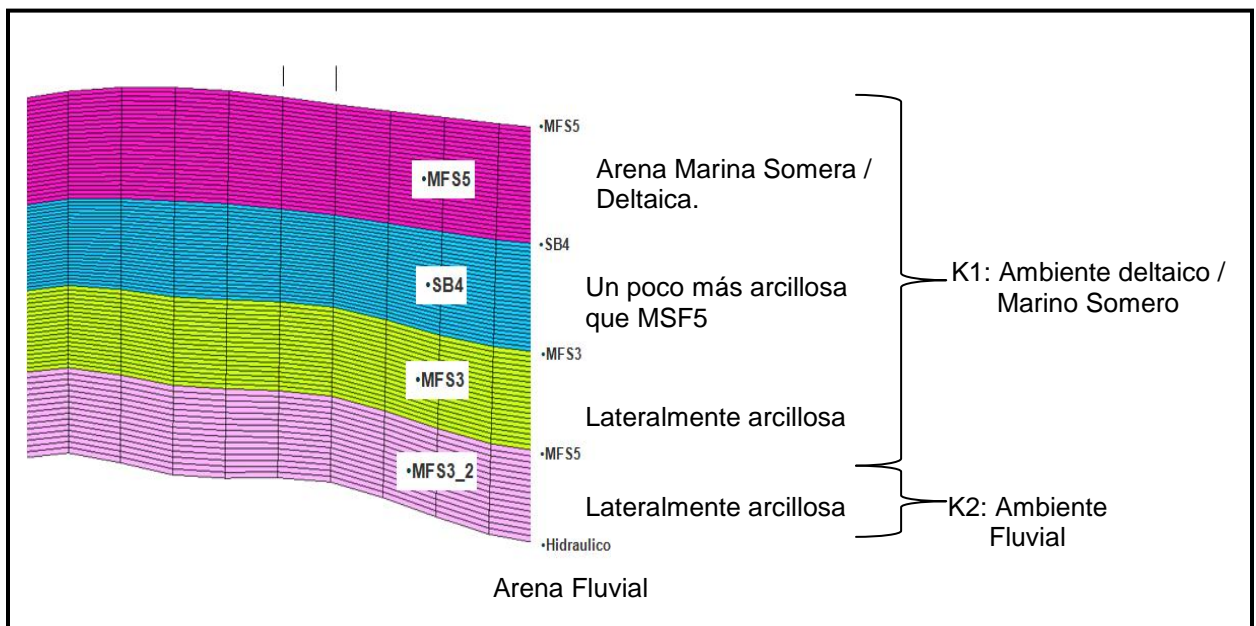 •MFS5
Arena Marina Somera /
Deltaica.
•MFS5
•SB4
K1: Ambiente deltaico /
Marino Somero
•SB4
Un poco más arcillosa
que MSF5
•MFS3
•MFS3
Lateralmente arcillosa
•MFS5
•MFS3_2
Lateralmente arcillosa
K2: Ambiente
Fluvial
•Hidraulico
Arena Fluvial